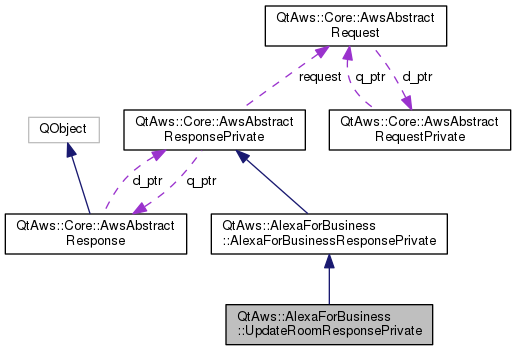 QtAws::Core::AwsAbstract
Request
request
q_ptr
d_ptr
QObject
QtAws::Core::AwsAbstract
ResponsePrivate
QtAws::Core::AwsAbstract
RequestPrivate
d_ptr
q_ptr
QtAws::Core::AwsAbstract
Response
QtAws::AlexaForBusiness
::AlexaForBusinessResponsePrivate
QtAws::AlexaForBusiness
::UpdateRoomResponsePrivate